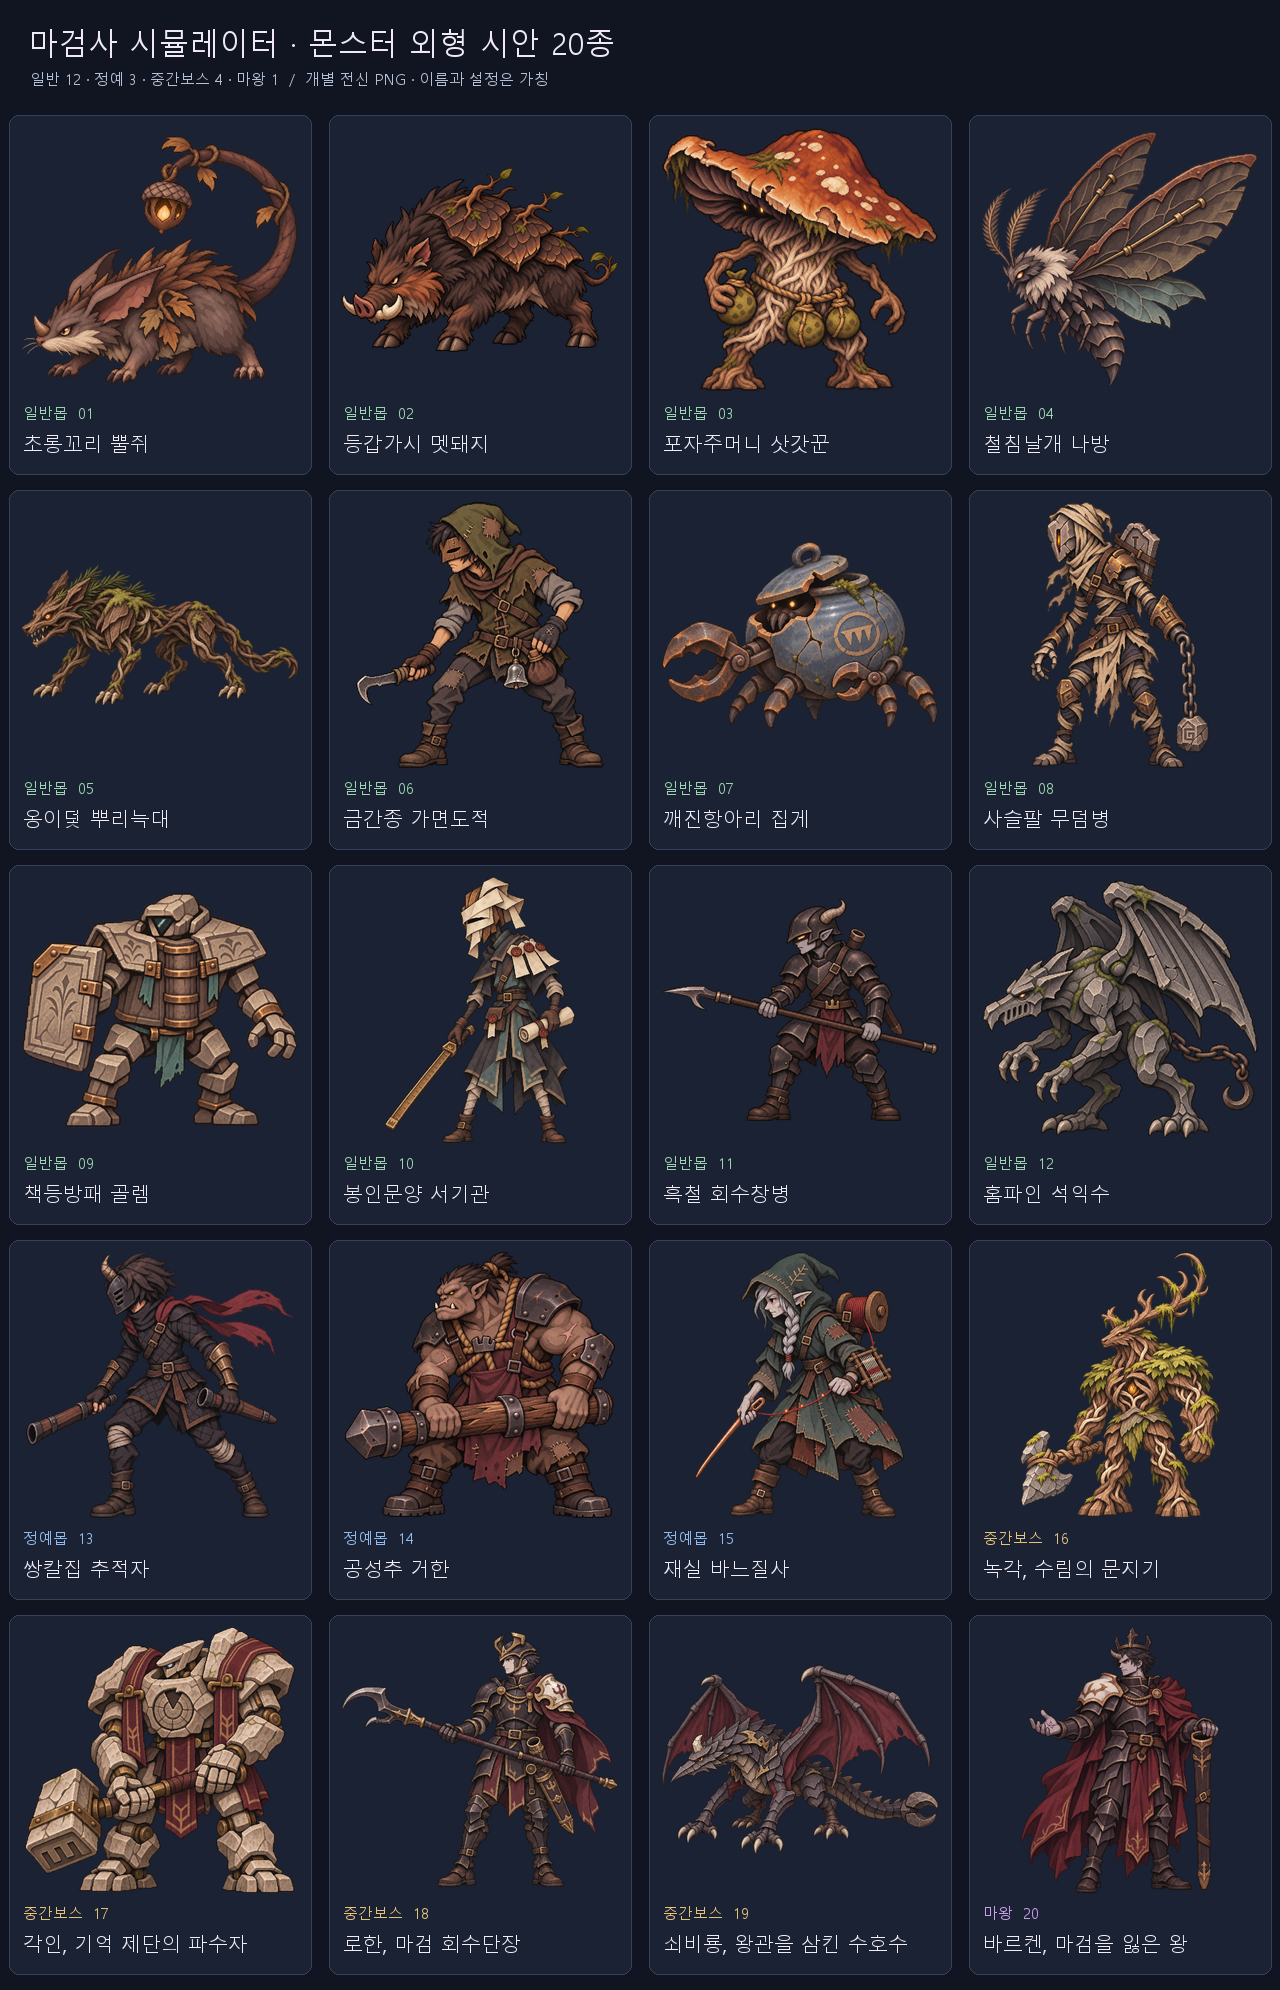 마검사 시뮬레이터 · 몬스터 외형 시안 20종
일반 12 · 정예 3 · 중간보스 4 · 마왕 1 / 개별 전신 PNG · 이름과 설정은 가칭
일반몹 01
초롱꼬리 뿔쥐
일반몹 02
등갑가시 멧돼지
일반몹 03
포자주머니 삿갓꾼
일반몹 04
철침날개 나방
일반몹 05
옹이덫 뿌리늑대
일반몹 06
금간종 가면도적
일반몹 07
깨진항아리 집게
일반몹 08
사슬팔 무덤병
일반몹 09
책등방패 골렘
일반몹 10
봉인문양 서기관
일반몹 11
흑철 회수창병
일반몹 12
홈파인 석익수
정예몹 13
쌍칼집 추적자
정예몹 14
공성추 거한
정예몹 15
재실 바느질사
중간보스 16
녹각, 수림의 문지기
중간보스 17
각인, 기억 제단의 파수자
중간보스 18
로한, 마검 회수단장
중간보스 19
쇠비룡, 왕관을 삼킨 수호수
마왕 20
바르켄, 마검을 잃은 왕